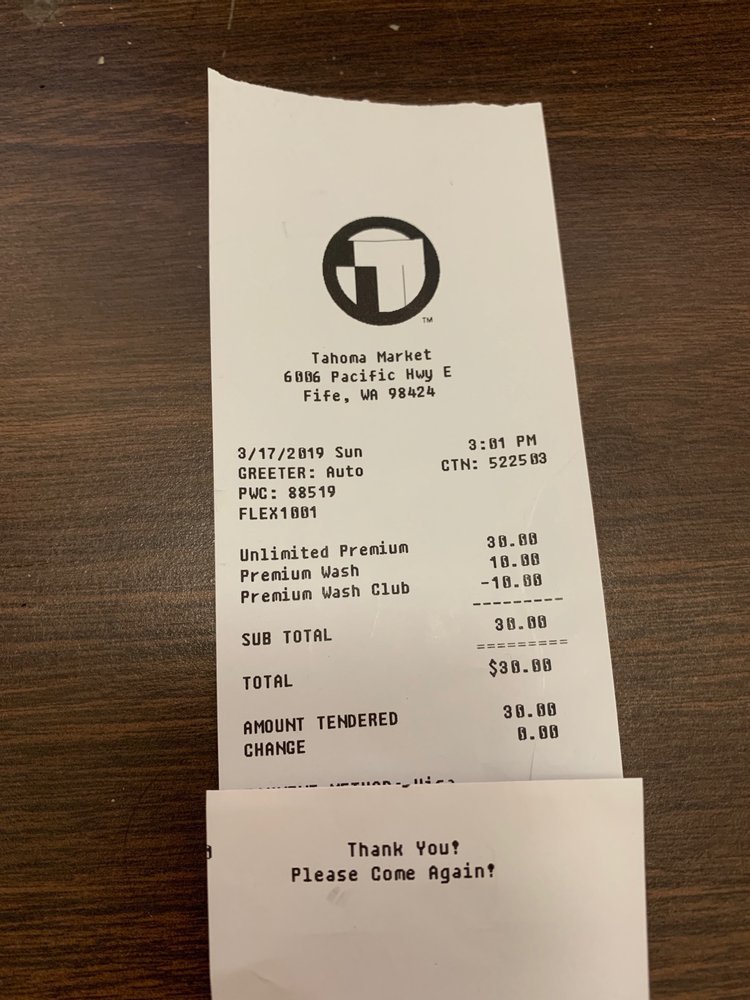 TM
Tahoma Market
6006 Pacific Hwy E
Fife, WA 98424
3/17/2019 Sun 3:01 PM
GREETER: Auto CTN: 522503
PWC: 88519
FLEX1001
Unlimited Premium 30.00
Premium Wash 10.00
Premium Wash Club -10.00
---------
SUB TOTAL 30.00
=========
TOTAL $30.00
AMOUNT TENDERED 30.00
CHANGE 0.00
Thank You!
Please Come Again!